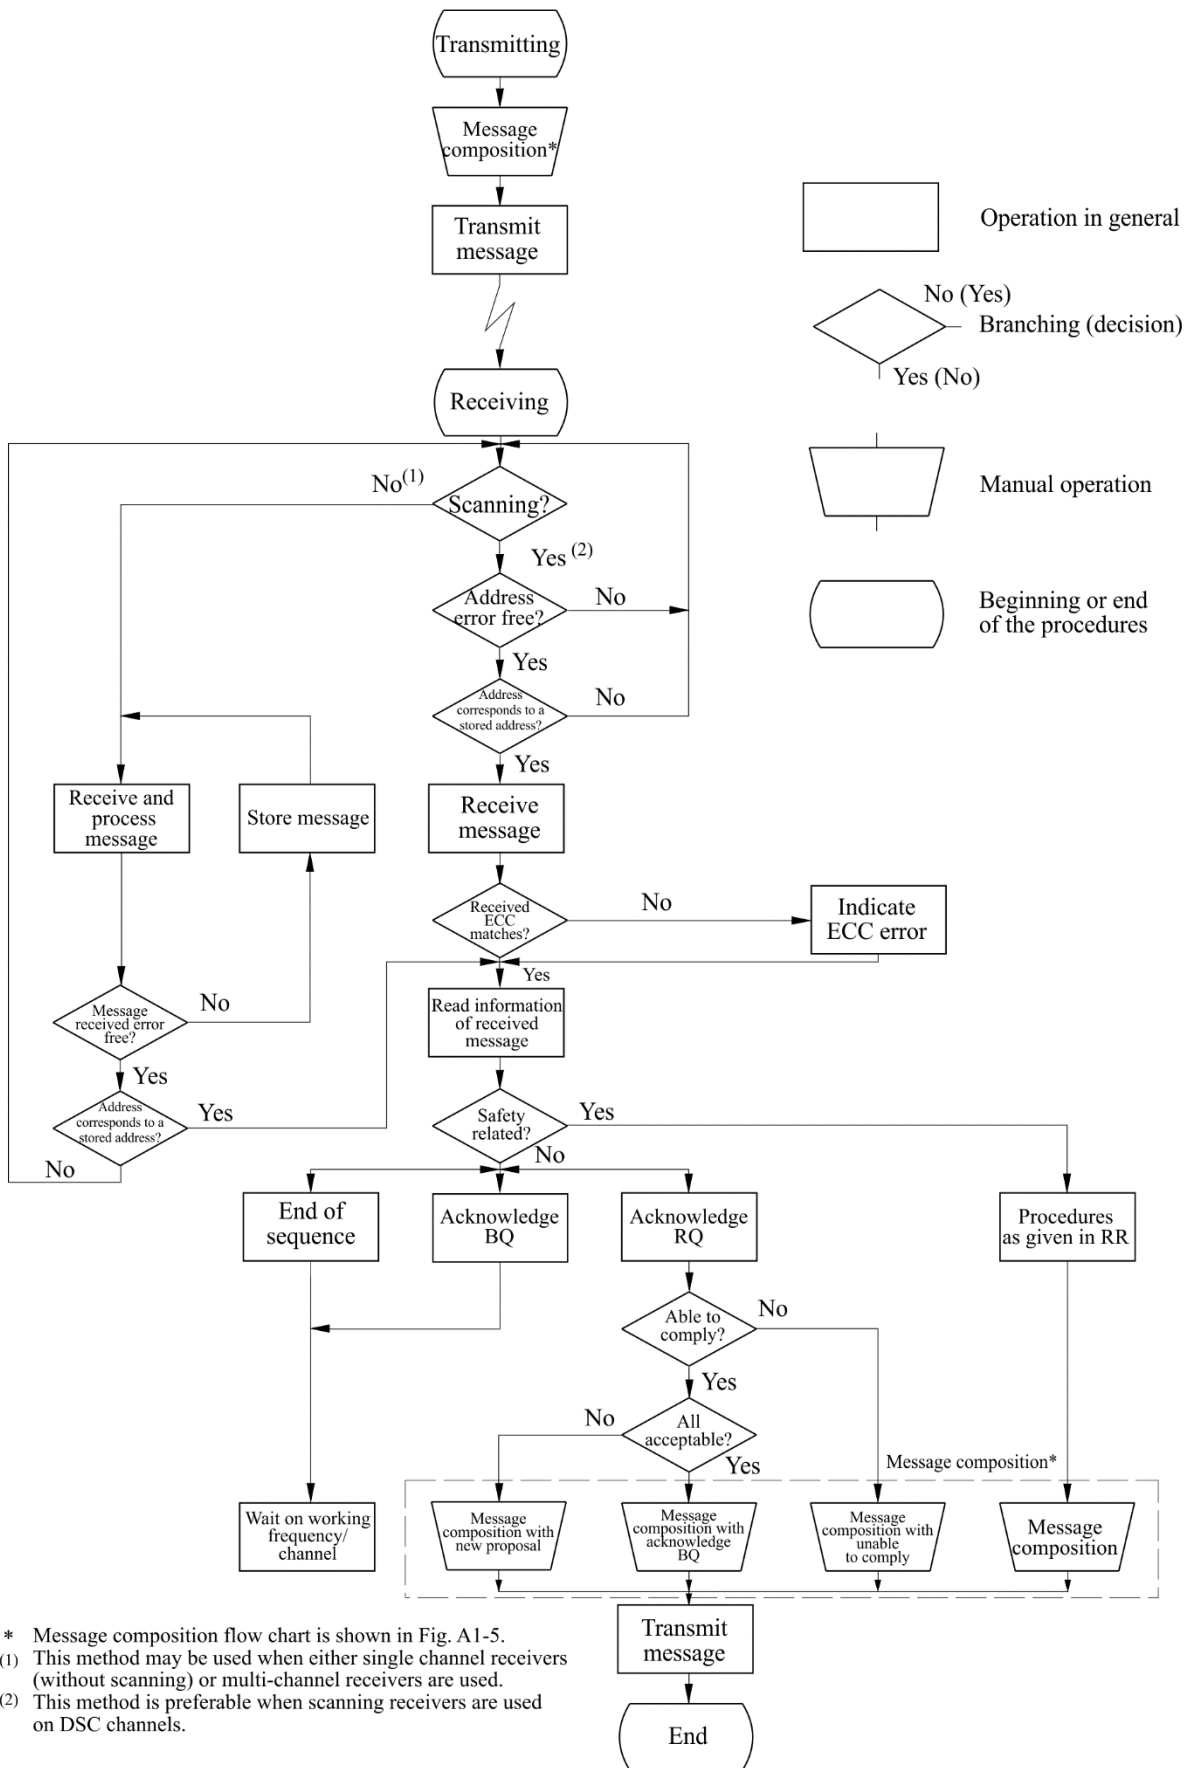 Transmitting
Message
composition*
Transmit
message
Operation in general
No (Yes)
Branching (decision)
Yes (No)
Receiving
No(1)
Scanning?
Manual operation
Yes (2)
Address
error free?
No
Beginning or end
of the procedures
Yes
Address
corresponds to a
stored address?
No
Yes
Receive and
process
message
Store message
Receive
message
Received
ECC
matches?
No
Indicate
ECC error
Yes
Message
received error
free?
No
Read information
of received
message
Yes
Address
corresponds to a
stored address?
Yes
No
Safety
related?
Yes
No
End of
sequence
Acknowledge
BQ
Acknowledge
RQ
Procedures
as given in RR
Able to
comply?
No
Yes
No
All
acceptable?
Yes
Message composition*
Wait on working
frequency/
channel
Message
composition with
new proposal
Message
composition with
acknowledge
BQ
Message
composition with
unable
to comply
Message
composition
Transmit
message
End
* Message composition flow chart is shown in Fig. A1-5.
(1) This method may be used when either single channel receivers
(without scanning) or multi-channel receivers are used.
(2) This method is preferable when scanning receivers are used
on DSC channels.